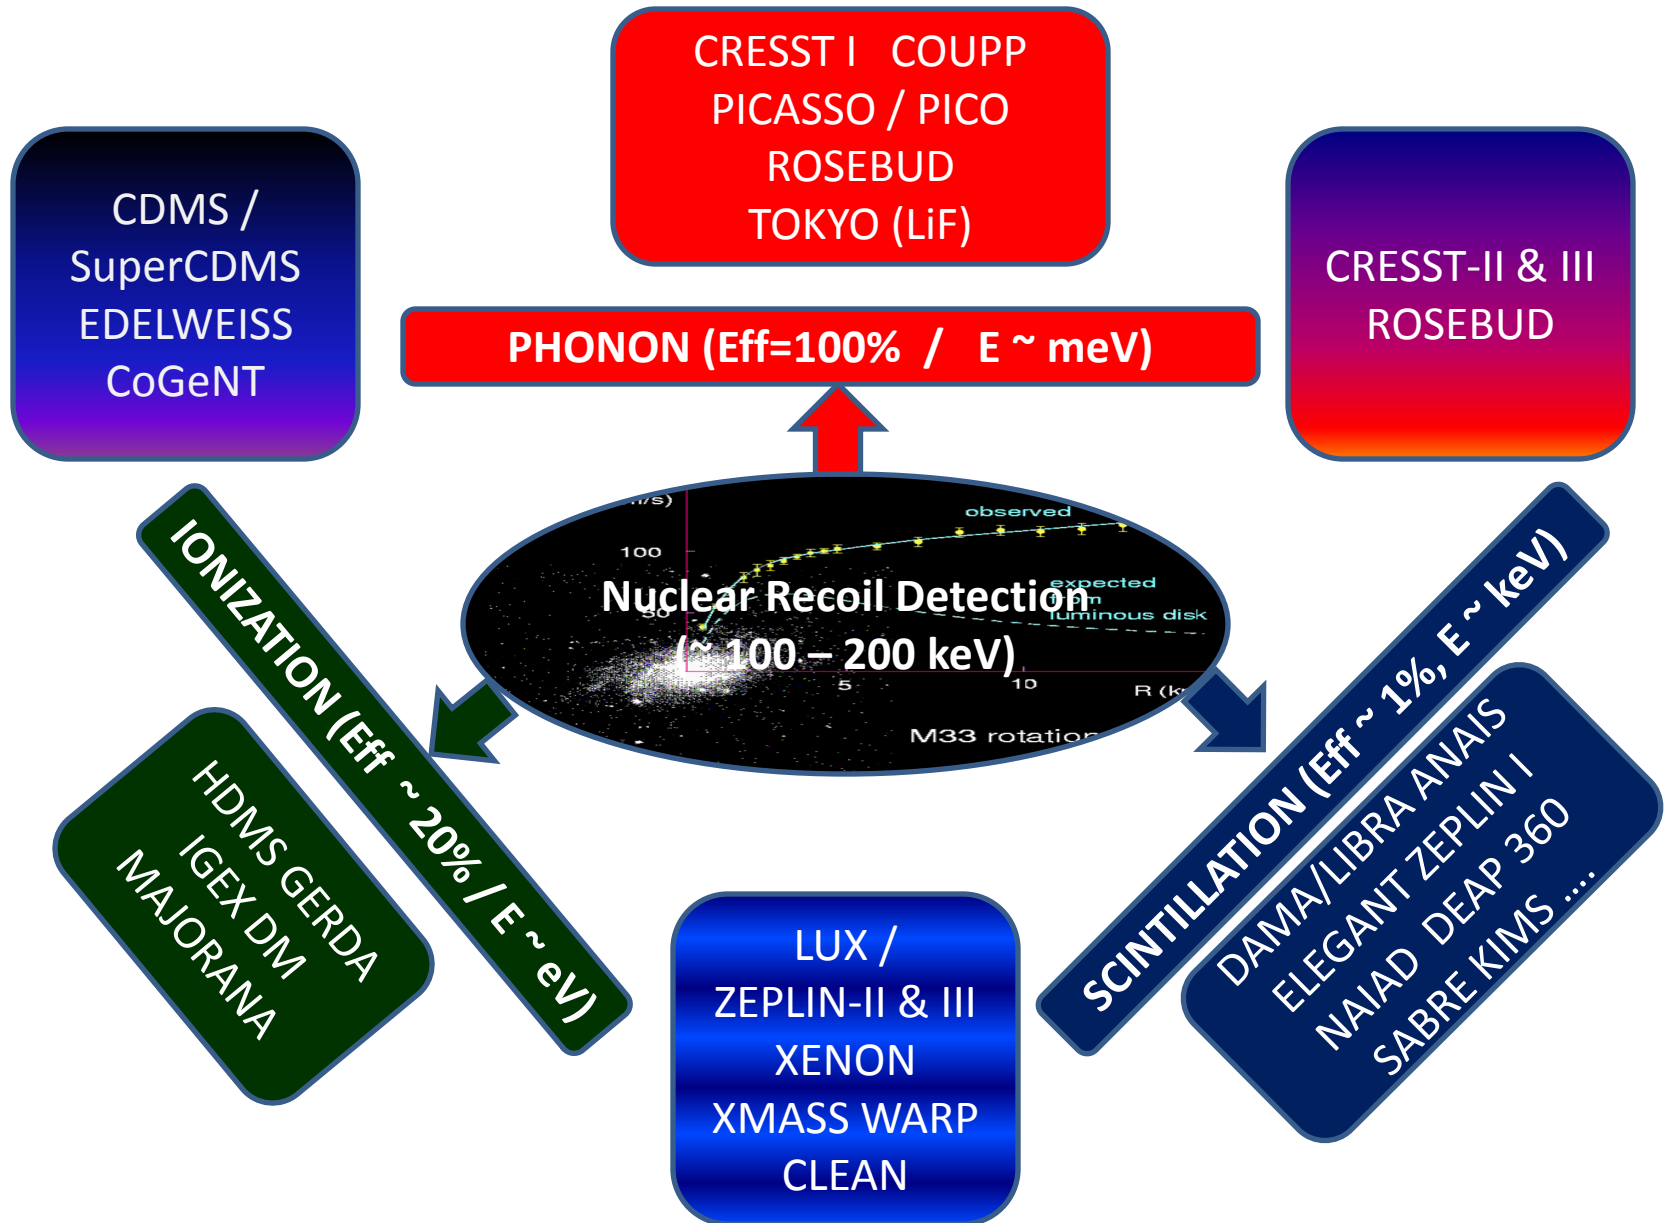 CRESST I COUPP
PICASSO / PICO
ROSEBUD
TOKYO (LiF)
CDMS /
SuperCDMS
EDELWEISS
CoGeNT
CRESST-II & III
ROSEBUD
PHONON (Eff=100% / E ~ meV)
observed
100
expected
from
luminous disk
50
Nuclear Recoil Detection
(~ 100 – 200 keV)
5
10
M33 rotation
IONIZATION (Eff ~ 20% / E ~ eV)
SCINTILLATION (Eff ~ 1%, E ~ keV)
HDMS GERDA
IGEX DM
MAJORANA
DAMA/LIBRA ANAIS
ELEGANT ZEPLIN I
NAIAD DEAP 360
SABRE KIMS ....
LUX /
ZEPLIN-II & III
XENON
XMASS WARP
CLEAN